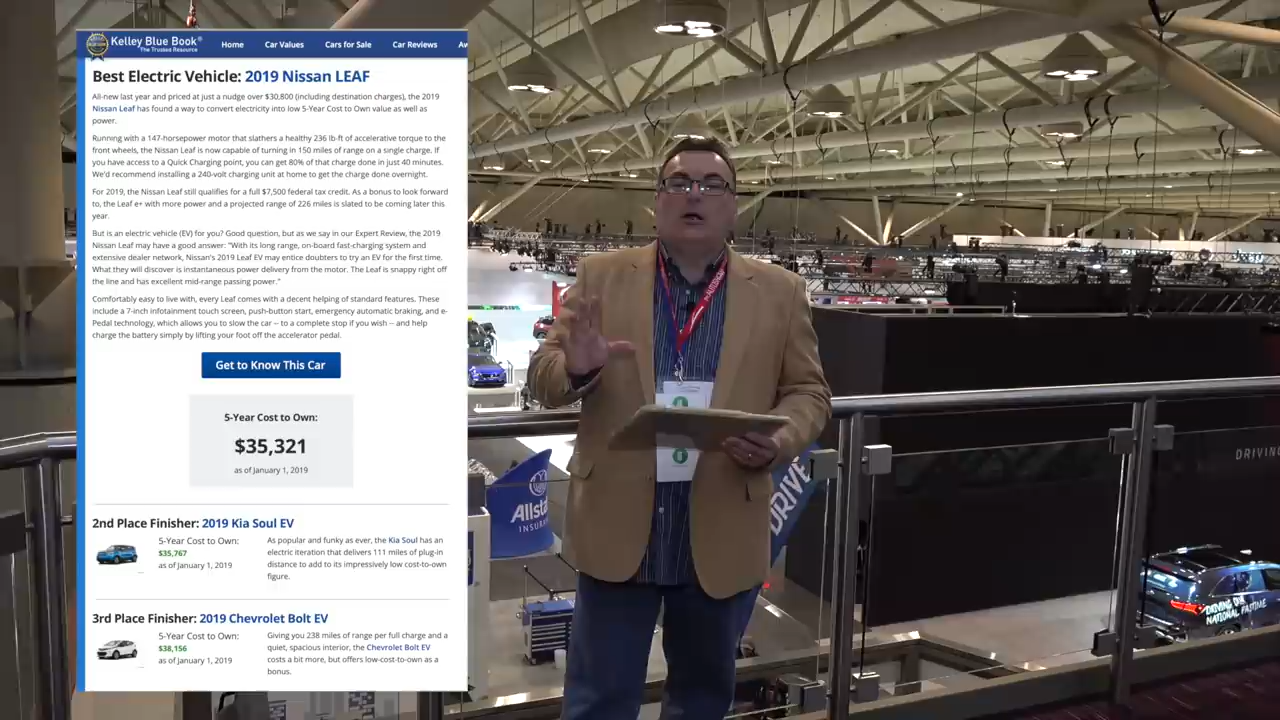 Kelley Blue Book®
The Trusted Resource
Home Car Values Cars for Sale Car Reviews Aw
Best Electric Vehicle: 2019 Nissan LEAF
All-new last year and priced at just a nudge over $30,800 (including destination charges), the 2019
Nissan Leaf has found a way to convert electricity into low 5-Year Cost to Own value as well as
power.
Running with a 147-horsepower motor that slathers a healthy 236 lb-ft of accelerative torque to the
front wheels, the Nissan Leaf is now capable of turning in 150 miles of range on a single charge. If
you have access to a Quick Charging point, you can get 80% of that charge done in just 40 minutes.
We'd recommend installing a 240-volt charging unit at home to get the charge done overnight.
For 2019, the Nissan Leaf still qualifies for a full $7,500 federal tax credit. As a bonus to look forward
to, the Leaf e+ with more power and a projected range of 226 miles is slated to be coming later this
year.
But is an electric vehicle (EV) for you? Good question, but as we say in our Expert Review, the 2019
Nissan Leaf may have a good answer: "With its long range, on-board fast-charging system and
extensive dealer network, Nissan's 2019 Leaf EV may entice doubters to try an EV for the first time.
What they will discover is instantaneous power delivery from the motor. The Leaf is snappy right off
the line and has excellent mid-range passing power."
Comfortably easy to live with, every Leaf comes with a decent helping of standard features. These
include a 7-inch infotainment touch screen, push-button start, emergency automatic braking, and e-
Pedal technology, which allows you to slow the car -- to a complete stop if you wish -- and help
charge the battery simply by lifting your foot off the accelerator pedal.
Get to Know This Car
5-Year Cost to Own:
$35,321
as of January 1, 2019
2nd Place Finisher: 2019 Kia Soul EV
5-Year Cost to Own:
$35,767
as of January 1, 2019
As popular and funky as ever, the Kia Soul has an
electric iteration that delivers 111 miles of plug-in
distance to add to its impressively low cost-to-own
figure.
3rd Place Finisher: 2019 Chevrolet Bolt EV
5-Year Cost to Own:
$38,156
as of January 1, 2019
Giving you 238 miles of range per full charge and a
quiet, spacious interior, the Chevrolet Bolt EV
costs a bit more, but offers low-cost-to-own as a
bonus.
Allsta
INSURAN
DRIVE
DRIVING
DRIVING OUR
NATIONAL PASTIME